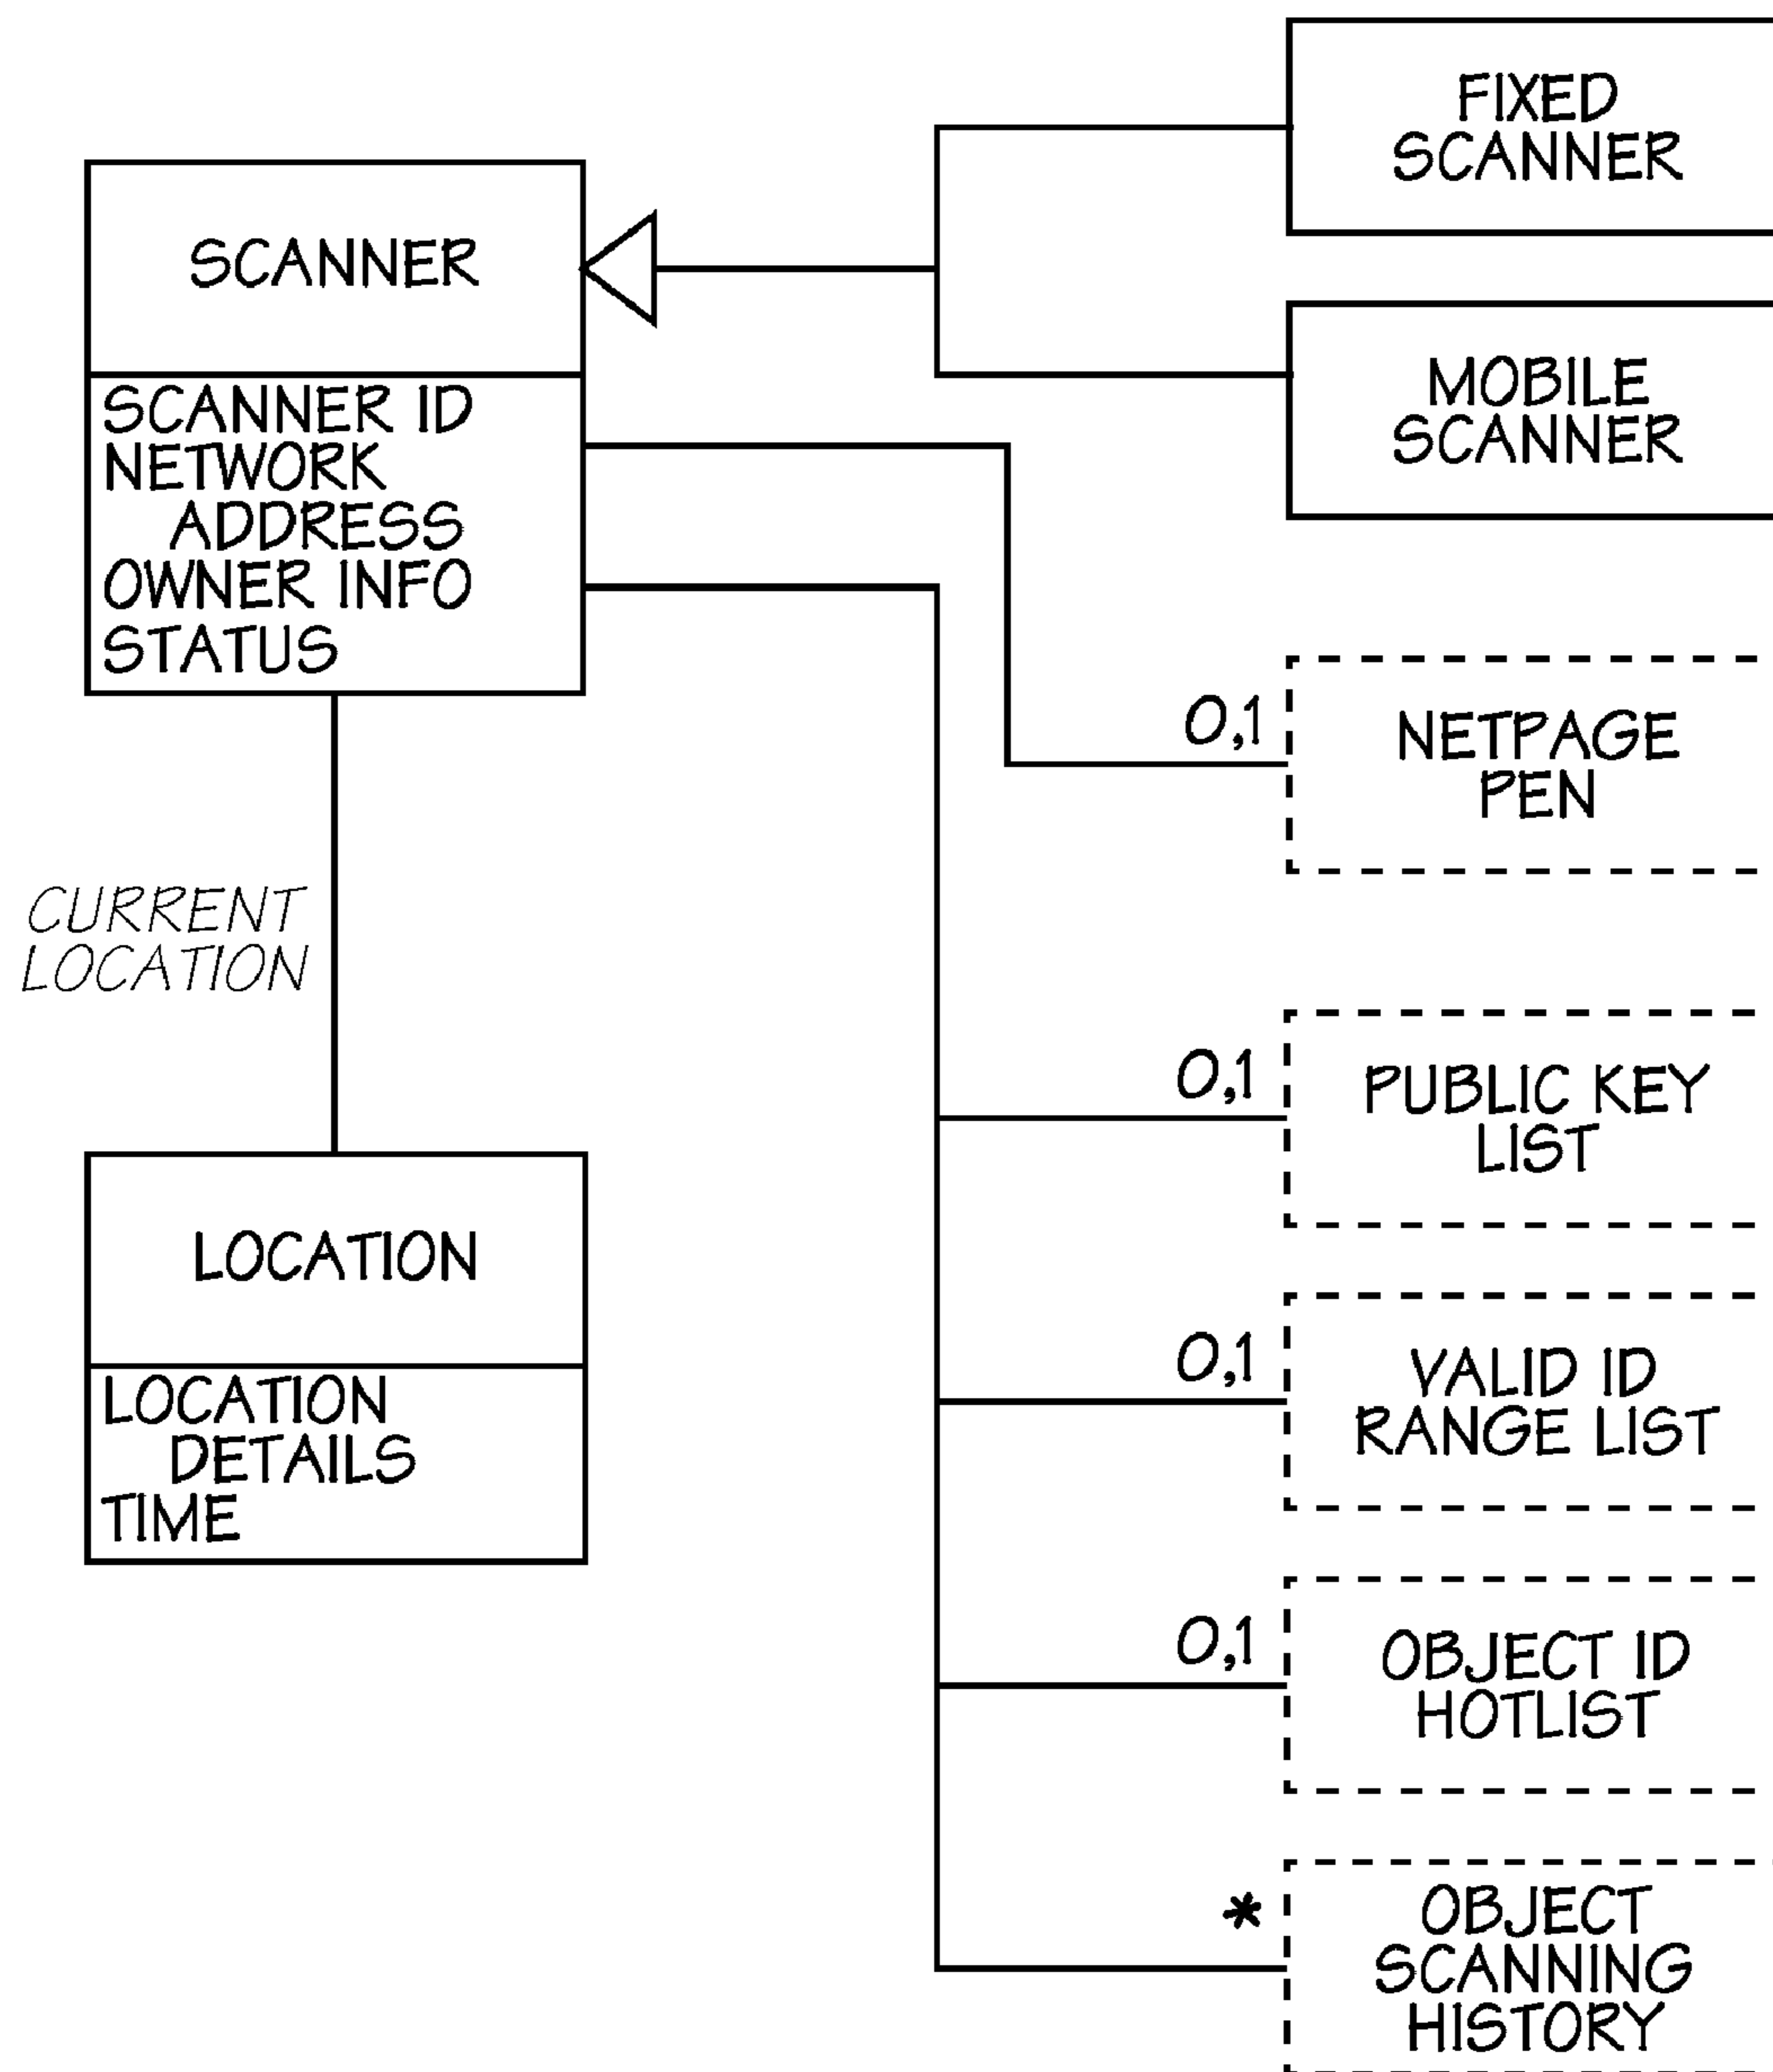 FIXED
SCANNER
SCANNER
SCANNER ID
NETWORK
ADDRESS
OWNER INFO
STATUS
MOBILE
SCANNER
0,1
NETPAGE
PEN
CURRENT
LOCATION
0,1
PUBLIC KEY
LIST
LOCATION
LOCATION
DETAILS
TIME
0,1
VALID ID
RANGE LIST
0,1
OBJECT ID
HOTLIST
*
OBJECT
SCANNING
HISTORY